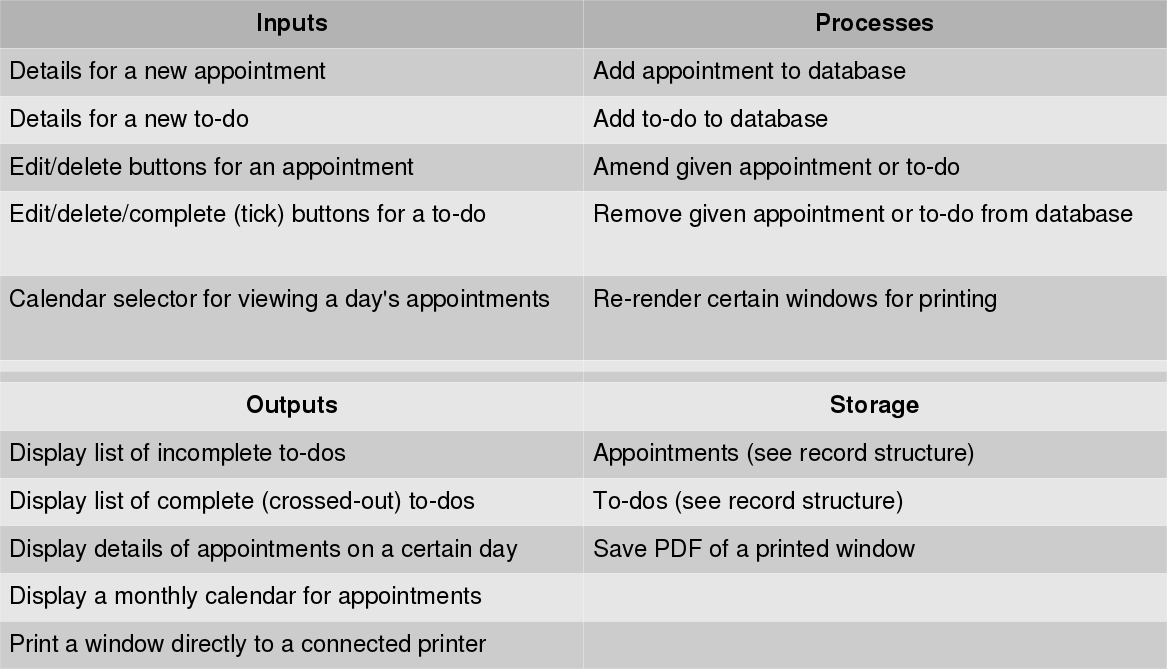 Inputs Processes
Details for a new appointment Add appointment to database
Details for a new to-do Add to-do to database
Edit/delete buttons for an appointment Amend given appointment or to-do
Edit/delete/complete (tick) buttons for a to-do Remove given appointment or to-do from database
Calendar selector for viewing a day's appointments Re-render certain windows for printing
Outputs Storage
Display list of incomplete to-dos Appointments (see record structure)
Display list of complete (crossed-out) to-dos To-dos (see record structure)
Display details of appointments on a certain day Save PDF of a printed window
Display a monthly calendar for appointments
Print a window directly to a connected printer